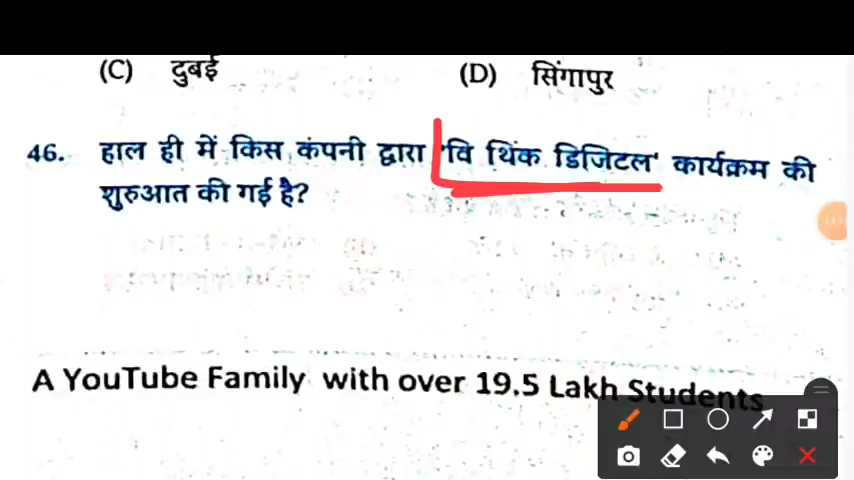 (C) दुबई (D) सिंगापुर
46. हाल ही में किस कंपनी द्वारा 'वि थिंक डिजिटल' कार्यक्रम की
शुरुआत की गई है?
A YouTube Family with over 19.5 Lakh Students